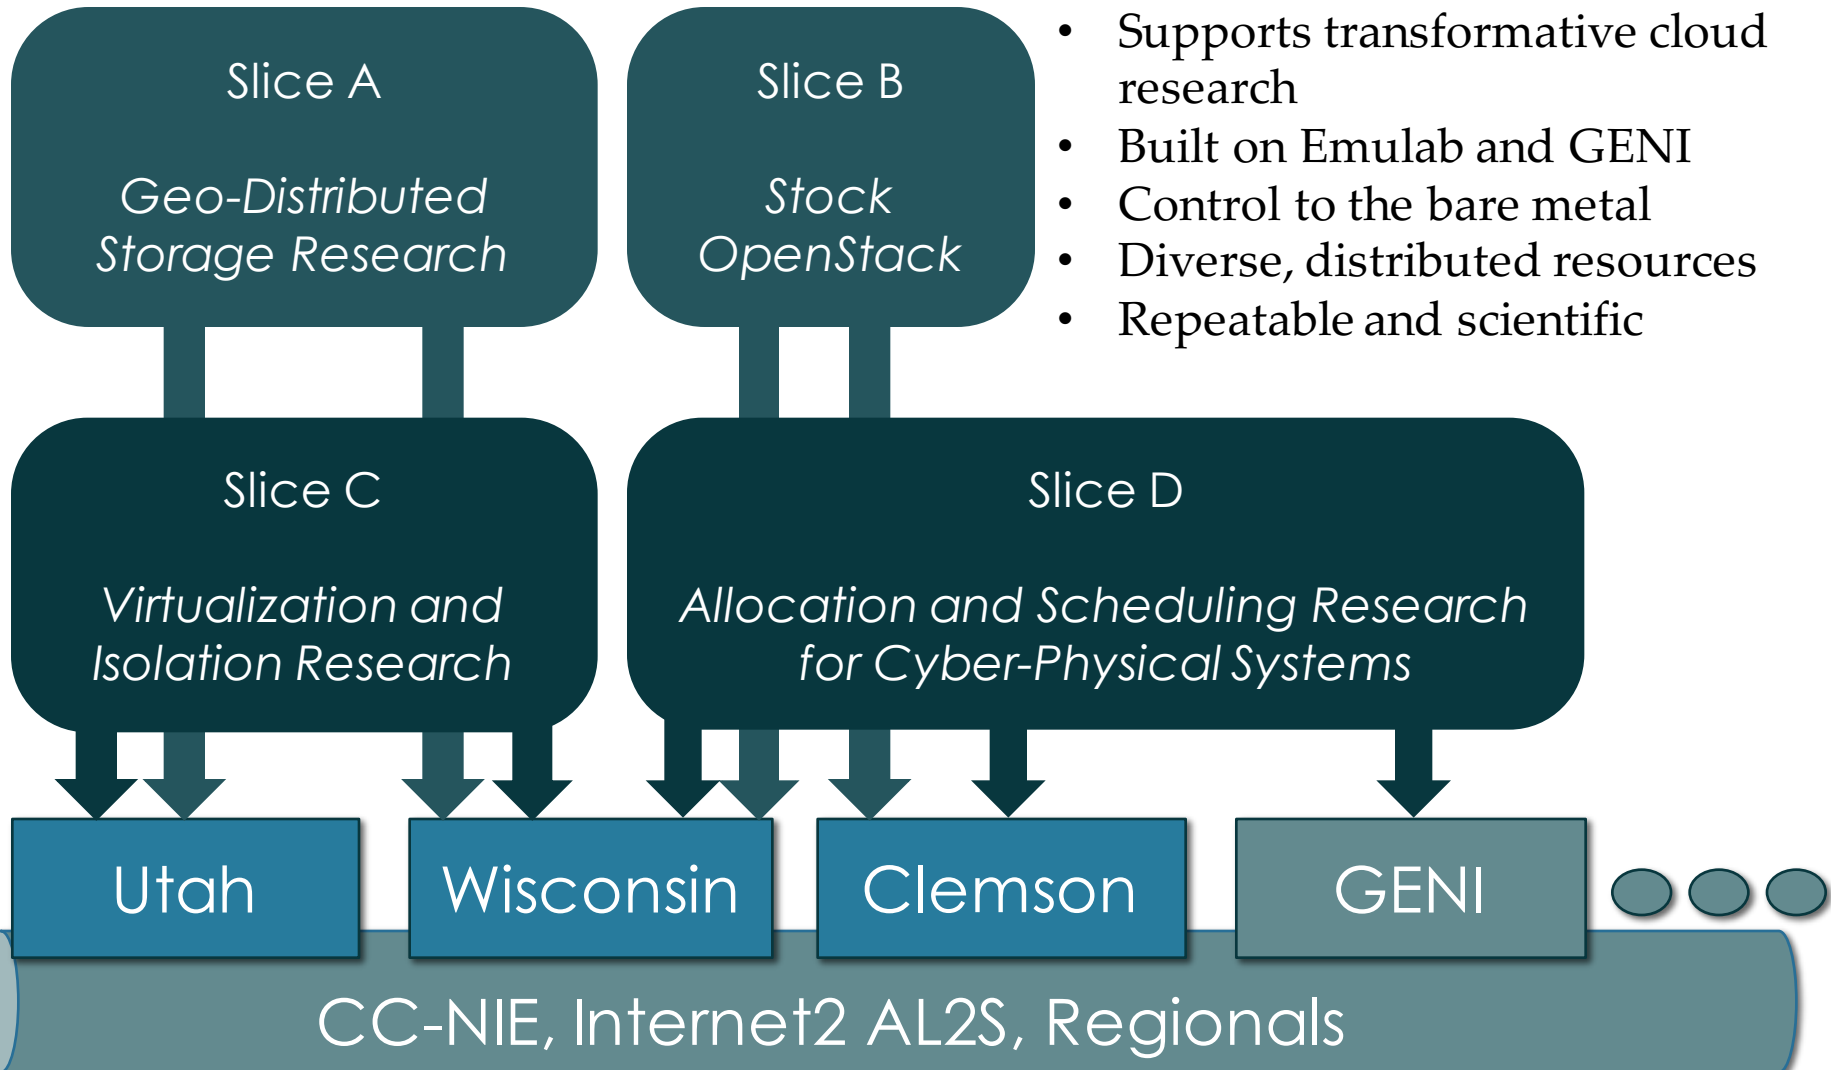 Slice A
Geo-Distributed
Storage Research
Slice B
Stock
OpenStack
• Supports transformative cloud
research
• Built on Emulab and GENI
• Control to the bare metal
• Diverse, distributed resources
• Repeatable and scientific
Slice C
Virtualization and
Isolation Research
Slice D
Allocation and Scheduling Research
for Cyber-Physical Systems
Utah
Wisconsin
Clemson
GENI
CC-NIE, Internet2 AL2S, Regionals